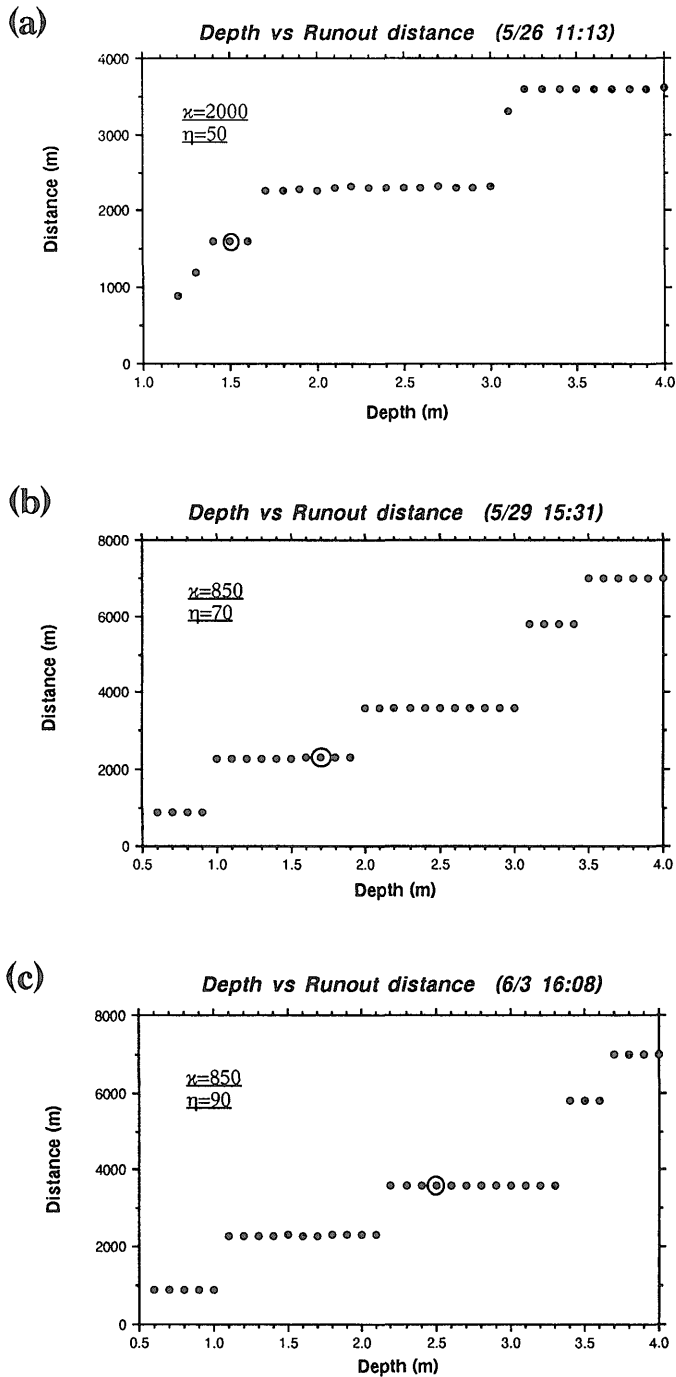 (a)
Depth vs Runout distance (5/26 11:13)
4000
3000
2000
1000
0
Distance (m)
ϰ=2000
η=50
1.0 1.5 2.0 2.5 3.0 3.5 4.0
Depth (m)
(b)
Depth vs Runout distance (5/29 15:31)
8000
6000
4000
2000
0
Distance (m)
ϰ=850
η=70
0.5 1.0 1.5 2.0 2.5 3.0 3.5 4.0
Depth (m)
(c)
Depth vs Runout distance (6/3 16:08)
8000
6000
4000
2000
0
Distance (m)
ϰ=850
η=90
0.5 1.0 1.5 2.0 2.5 3.0 3.5 4.0
Depth (m)